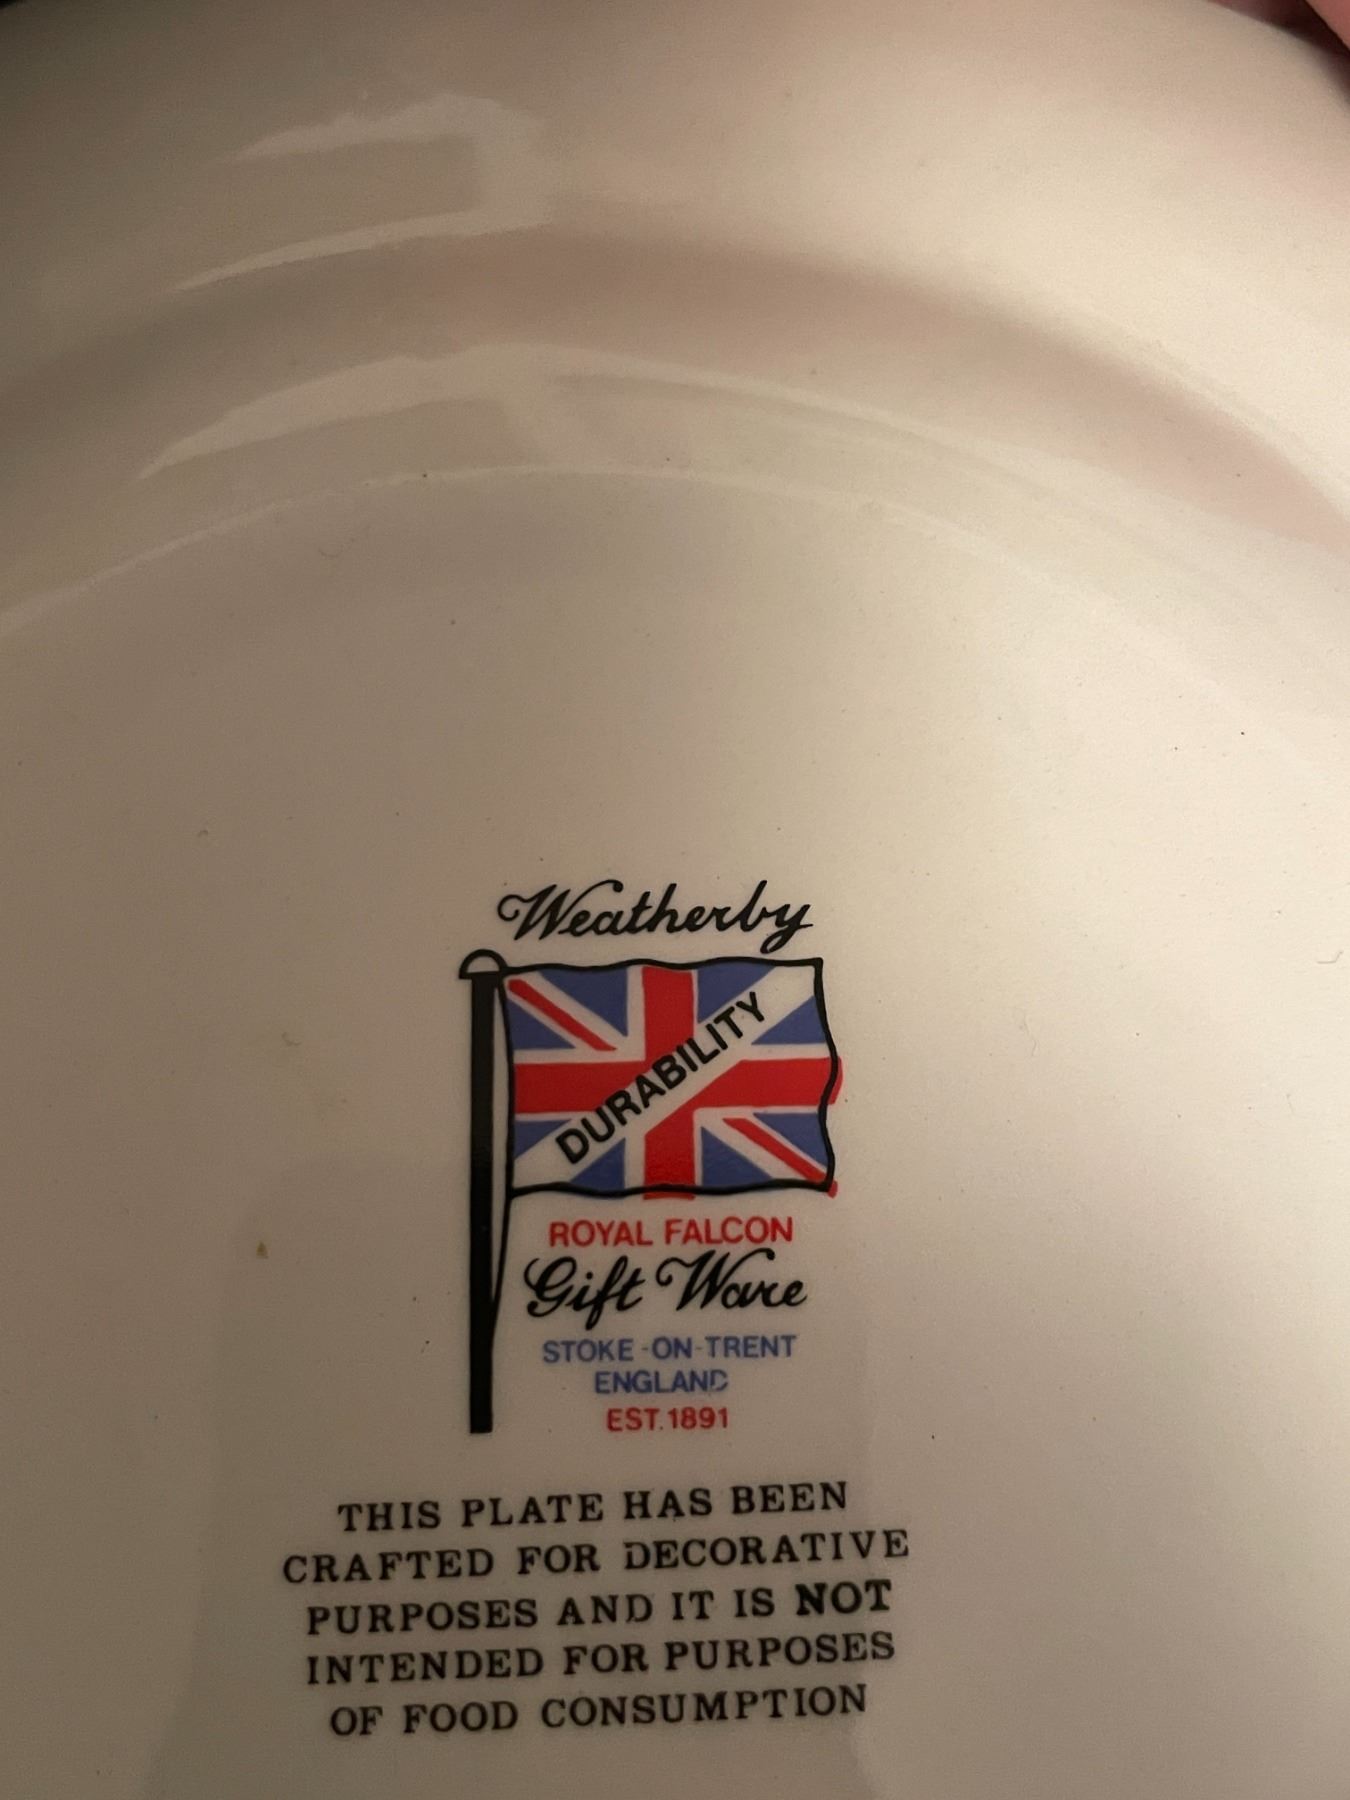 Weatherby
DURABILITY
ROYAL FALCON
Gift Ware
STOKE-ON-TRENT
ENGLAND
EST. 1891
THIS PLATE HAS BEEN
CRAFTED FOR DECORATIVE
PURPOSES AND IT IS NOT
INTENDED FOR PURPOSES
OF FOOD CONSUMPTION